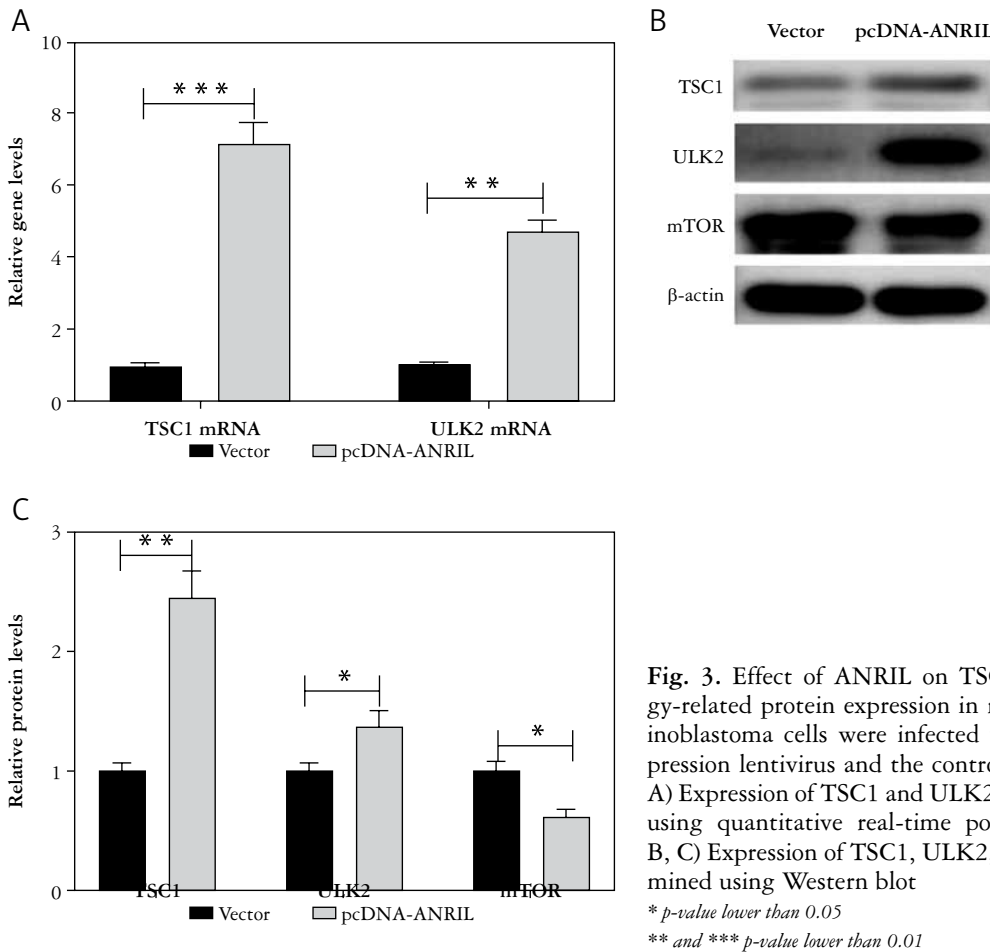 A
10
8
6
4
2
0
Relative gene levels
* * *
* *
TSC1 mRNA ULK2 mRNA
Vector pcDNA-ANRIL
B
Vector pcDNA-ANRIL
TSC1
ULK2
mTOR
β-actin
C
3
2
1
0
Relative protein levels
* *
*
*
TSC1 ULK2 mTOR
Vector pcDNA-ANRIL
Fig. 3. Effect of ANRIL on TSC
gy-related protein expression in r
inoblastoma cells were infected
pression lentivirus and the contro
A) Expression of TSC1 and ULK2
using quantitative real-time po
B, C) Expression of TSC1, ULK2
mined using Western blot
* p-value lower than 0.05
** and *** p-value lower than 0.01